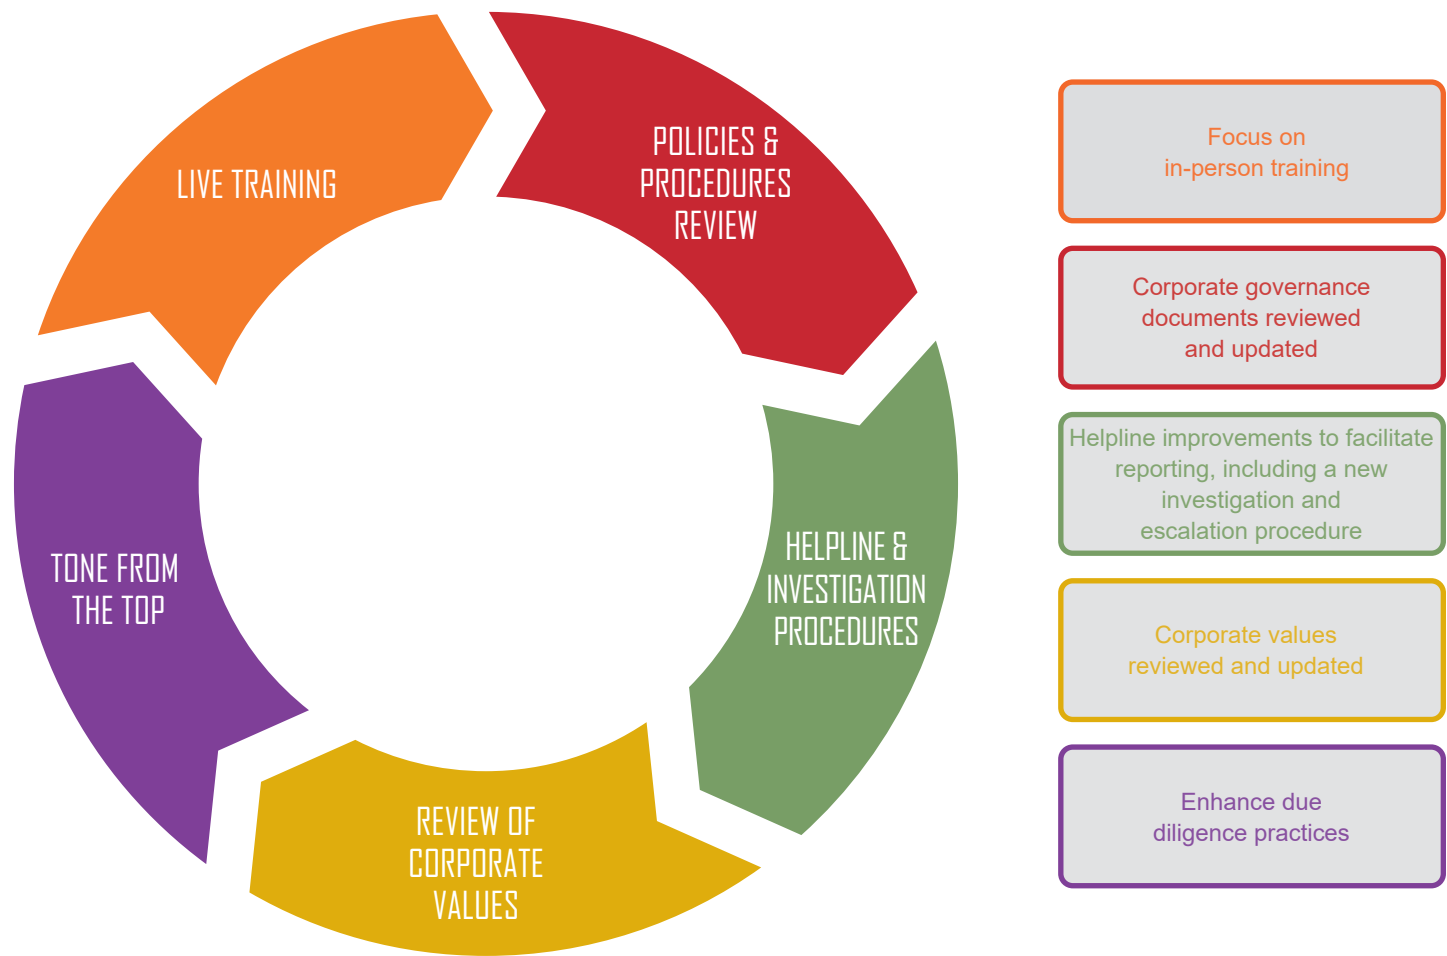 LIVE TRAINING
POLICIES &
PROCEDURES
REVIEW
HELPLINE &
INVESTIGATION
PROCEDURES
REVIEW OF
CORPORATE
VALUES
TONE FROM
THE TOP
Focus on
in-person training
Corporate governance
documents reviewed
and updated
Helpline improvements to facilitate
reporting, including a new
investigation and
escalation procedure
Corporate values
reviewed and updated
Enhance due
diligence practices